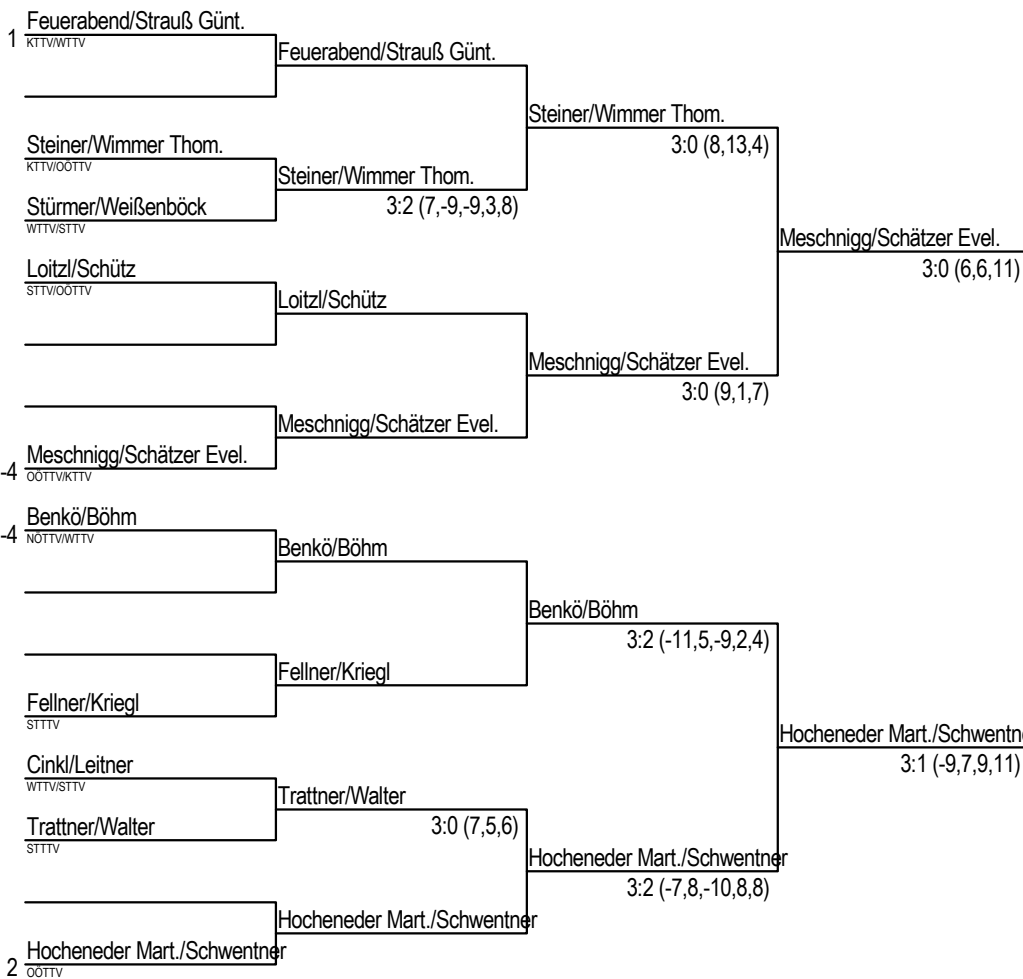 Feuerabend/Strauß Günt.
1 KTTV/WTTV
Feuerabend/Strauß Günt.
Steiner/Wimmer Thom.
Steiner/Wimmer Thom.
3:0 (8,13,4)
KTTV/OÖTTV
Steiner/Wimmer Thom.
Stürmer/Weißenböck
3:2 (7,-9,-9,3,8)
WTTV/STTV
Meschnigg/Schätzer Evel.
Loitzl/Schütz
3:0 (6,6,11)
STTV/OÖTTV
Loitzl/Schütz
Meschnigg/Schätzer Evel.
3:0 (9,1,7)
Meschnigg/Schätzer Evel.
Meschnigg/Schätzer Evel.
-4 OÖTTV/KTTV
Benkö/Böhm
-4 NÖTTV/WTTV
Benkö/Böhm
Benkö/Böhm
3:2 (-11,5,-9,2,4)
Fellner/Kriegl
Fellner/Kriegl
STTTV
Hocheneder Mart./Schwentne
Cinkl/Leitner
3:1 (-9,7,9,11)
WTTV/STTV
Trattner/Walter
Trattner/Walter
3:0 (7,5,6)
STTTV
Hocheneder Mart./Schwentner
3:2 (-7,8,-10,8,8)
Hocheneder Mart./Schwentner
Hocheneder Mart./Schwentner
2 OÖTTV